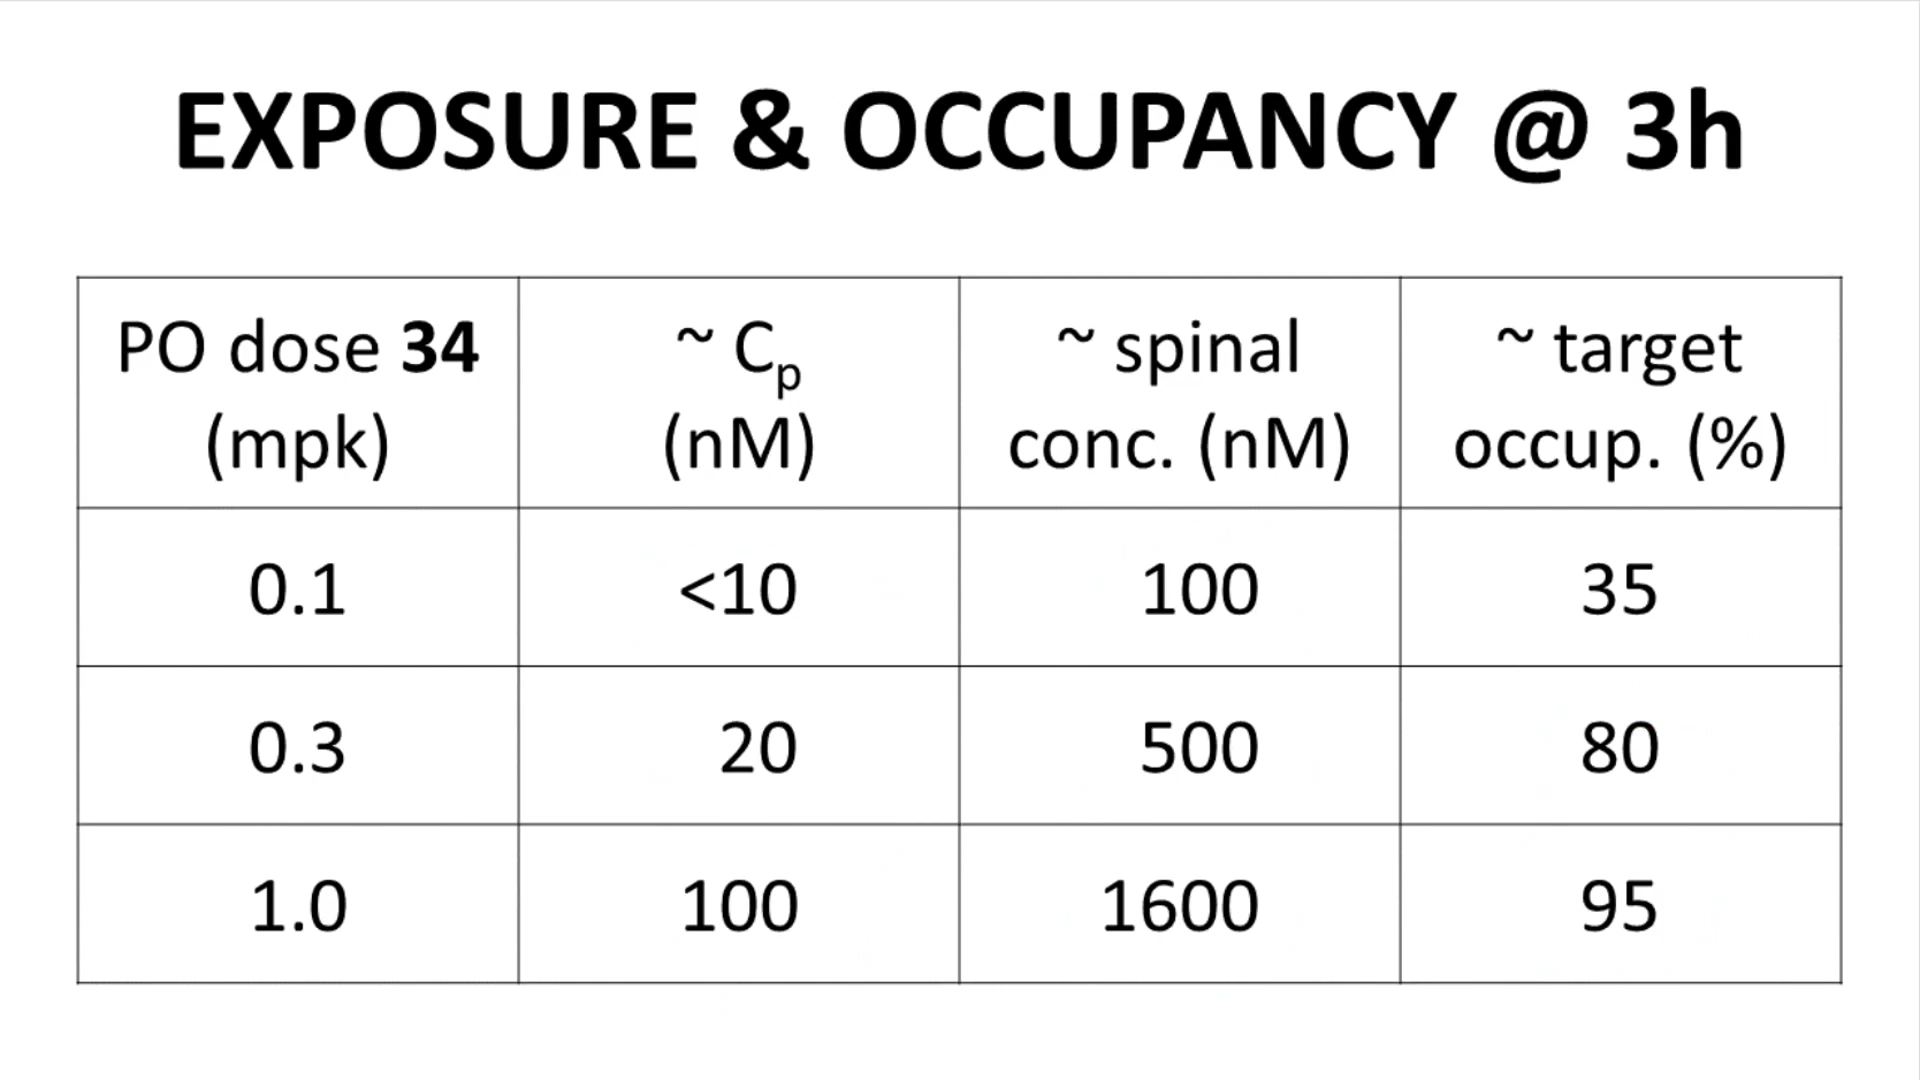 EXPOSURE & OCCUPANCY @ 3h
PO dose 34 (mpk) ~ Cp (nM) ~ spinal conc. (nM) ~ target occup. (%)
0.1 <10 100 35
0.3 20 500 80
1.0 100 1600 95